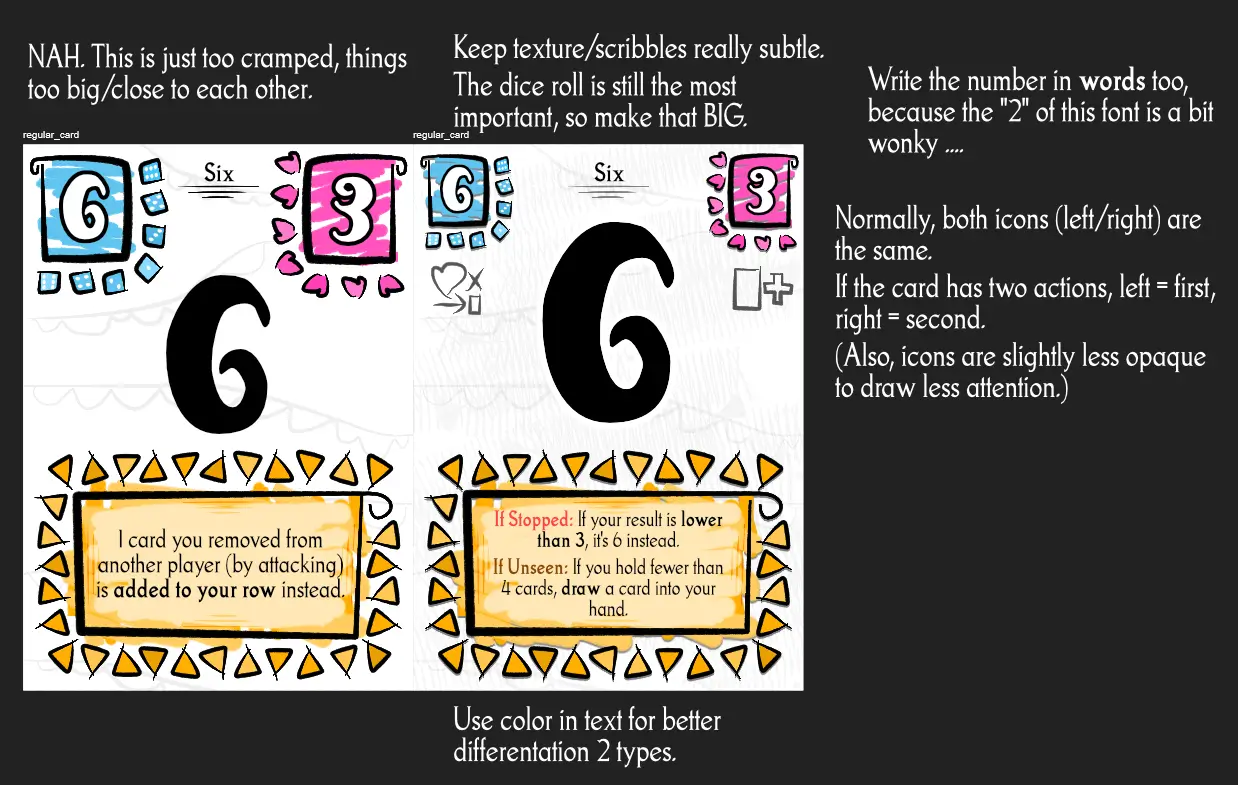 NAH. This is just too cramped, things
too big/close to each other.
Keep texture/scribbles really subtle.
The dice roll is still the most
important, so make that BIG.
Write the number in words too,
because the "2" of this font is a bit
wonky ....
Normally, both icons (left/right) are
the same.
If the card has two actions, left = first,
right = second.
(Also, icons are slightly less opaque
to draw less attention.)
regular_card
6
Six
3
6
I card you removed from
another player (by attacking)
is added to your row instead.
regular_card
6
Six
3
6
If Stopped: If your result is lower
than 3, it's 6 instead.
If Unseen: If you hold fewer than
4 cards, draw a card into your
hand.
Use color in text for better
differentation 2 types.